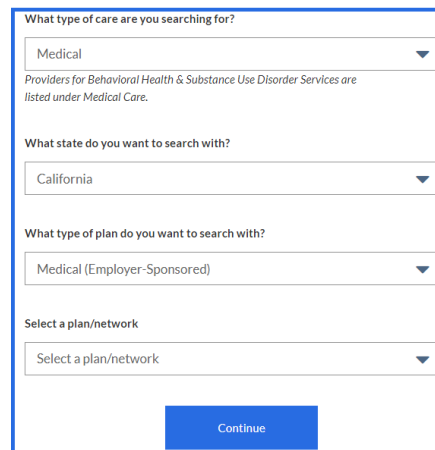 What type of care are you searching for?
Medical
Providers for Behavioral Health & Substance Use Disorder Services are
listed under Medical Care.
What state do you want to search with?
California
What type of plan do you want to search with?
Medical (Employer-Sponsored)
Select a plan/network
Select a plan/network
Continue